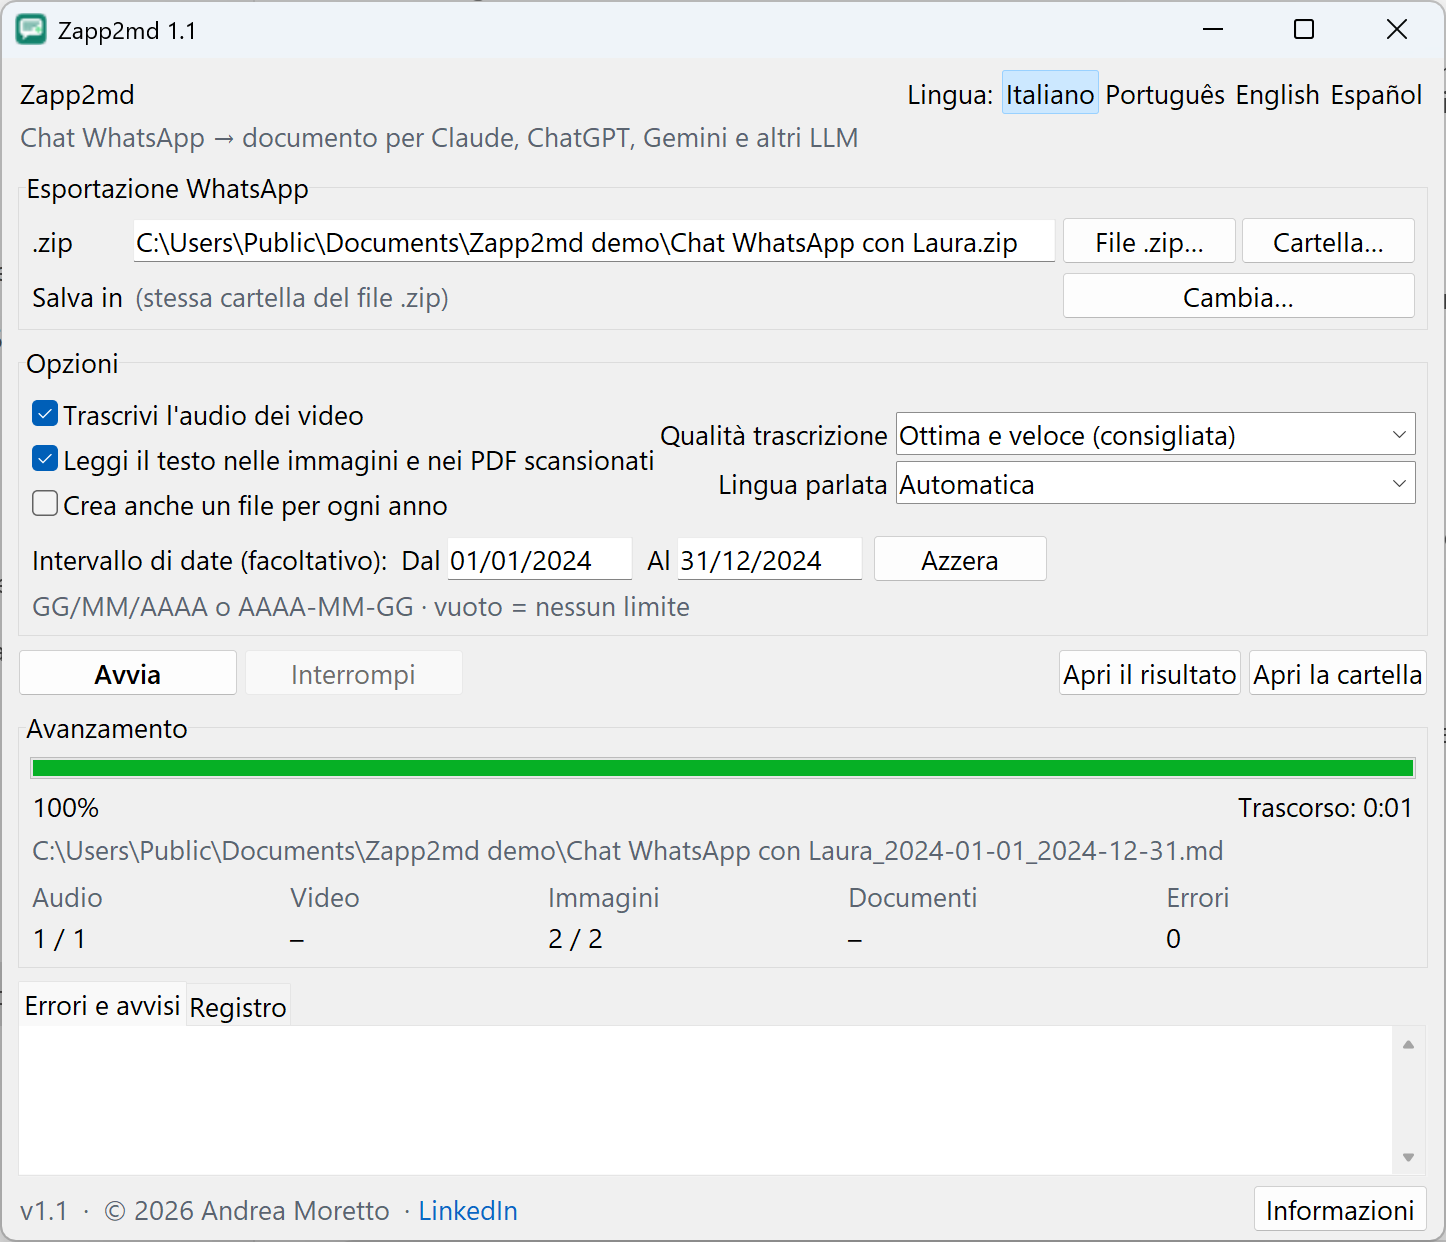 Zapp2md 1.1
Zapp2md
Lingua: Italiano Português English Español
Chat WhatsApp → documento per Claude, ChatGPT, Gemini e altri LLM
Esportazione WhatsApp
.zip C:\Users\Public\Documents\Zapp2md demo\Chat WhatsApp con Laura.zip File .zip... Cartella...
Salva in (stessa cartella del file .zip) Cambia...
Opzioni
Trascrivi l'audio dei video
Qualità trascrizione Ottima e veloce (consigliata)
Leggi il testo nelle immagini e nei PDF scansionati
Lingua parlata Automatica
Crea anche un file per ogni anno
Intervallo di date (facoltativo): Dal 01/01/2024 Al 31/12/2024 Azzera
GG/MM/AAAA o AAAA-MM-GG · vuoto = nessun limite
Avvia Interrompi Apri il risultato Apri la cartella
Avanzamento
100% Trascorso: 0:01
C:\Users\Public\Documents\Zapp2md demo\Chat WhatsApp con Laura_2024-01-01_2024-12-31.md
Audio Video Immagini Documenti Errori
1 / 1 – 2 / 2 – 0
Errori e avvisi Registro
v1.1 · © 2026 Andrea Moretto · LinkedIn Informazioni